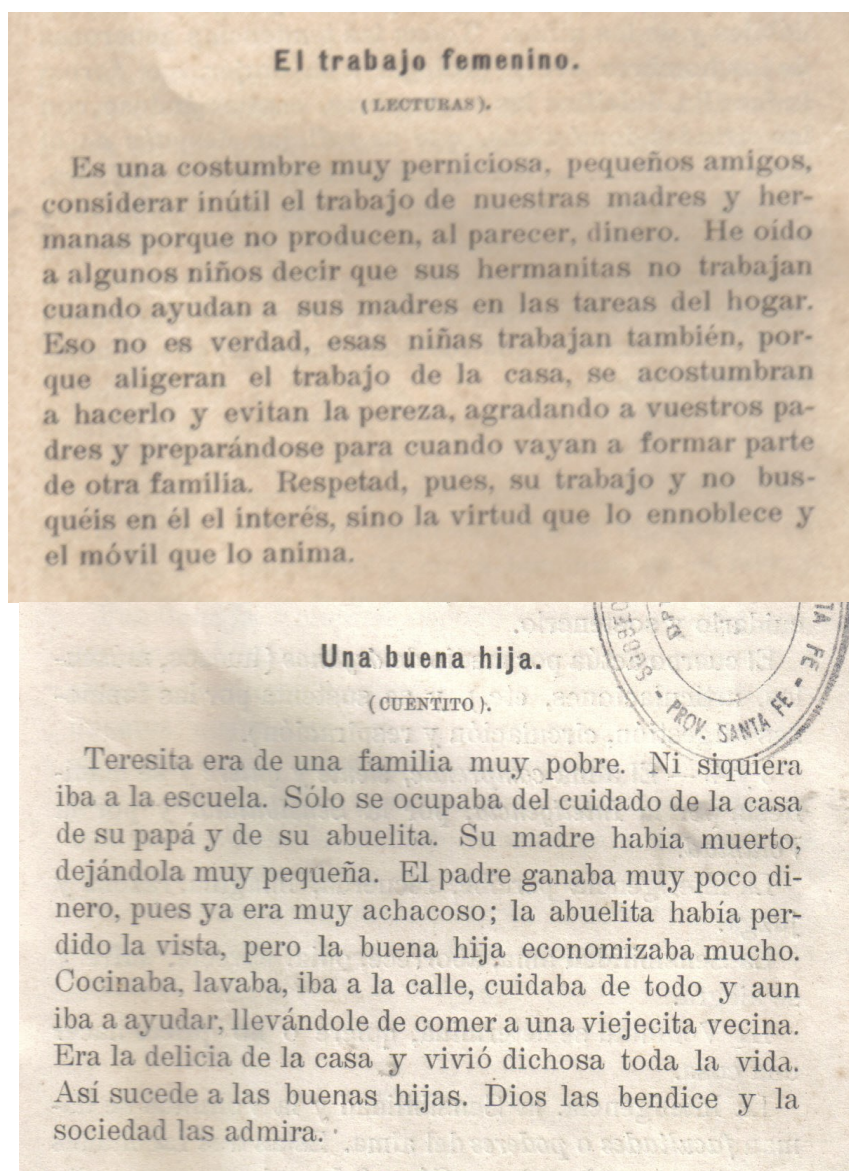 El trabajo femenino.
(LECTURAS).
Es una costumbre muy perniciosa, pequeños amigos,
considerar inútil el trabajo de nuestras madres y her-
manas porque no producen, al parecer, dinero. He oído
a algunos niños decir que sus hermanitas no trabajan
cuando ayudan a sus madres en las tareas del hogar.
Eso no es verdad, esas niñas trabajan también, por-
que aligeran el trabajo de la casa, se acostumbran
a hacerlo y evitan la pereza, agradando a vuestros pa-
dres y preparándose para cuando vayan a formar parte
de otra familia. Respetad, pues, su trabajo y no bus-
quéis en él el interés, sino la virtud que lo ennoblece y
el móvil que lo anima.
TA FE -
- PROV. SANTA FE -
Una buena hija.
(CUENTITO).
Teresita era de una familia muy pobre. Ni siquiera
iba a la escuela. Sólo se ocupaba del cuidado de la casa
de su papá y de su abuelita. Su madre había muerto,
dejándola muy pequeña. El padre ganaba muy poco di-
nero, pues ya era muy achacoso; la abuelita había per-
dido la vista, pero la buena hija economizaba mucho.
Cocinaba, lavaba, iba a la calle, cuidaba de todo y aun
iba a ayudar, llevándole de comer a una viejecita vecina.
Era la delicia de la casa y vivió dichosa toda la vida.
Así sucede a las buenas hijas. Dios las bendice y la
sociedad las admira.